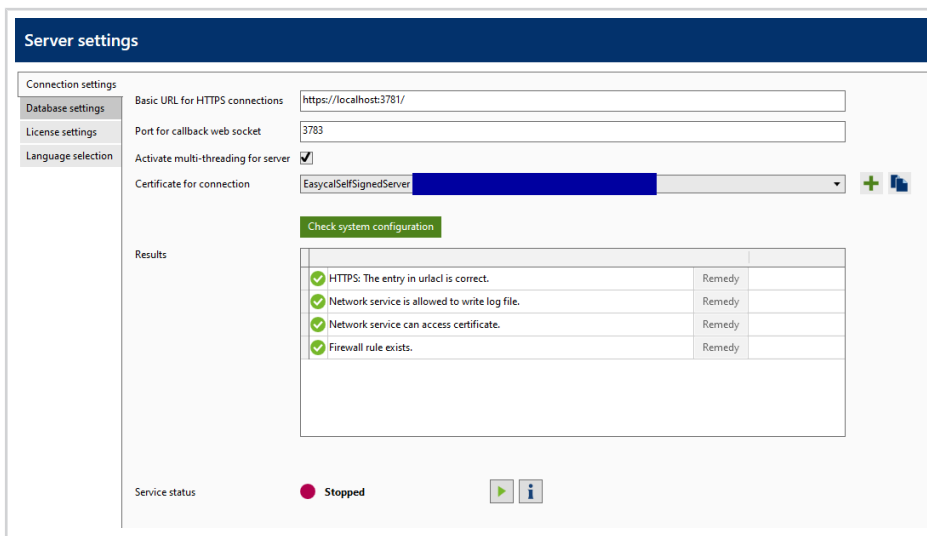 Server settings
Connection settings
Database settings
License settings
Language selection
Basic URL for HTTPS connections
https://localhost:3781/
Port for callback web socket
3783
Activate multi-threading for server
Certificate for connection
EasycalSelfSignedServer
Check system configuration
Results
HTTPS: The entry in urlacl is correct. Remedy
Network service is allowed to write log file. Remedy
Network service can access certificate. Remedy
Firewall rule exists. Remedy
Service status
Stopped
i